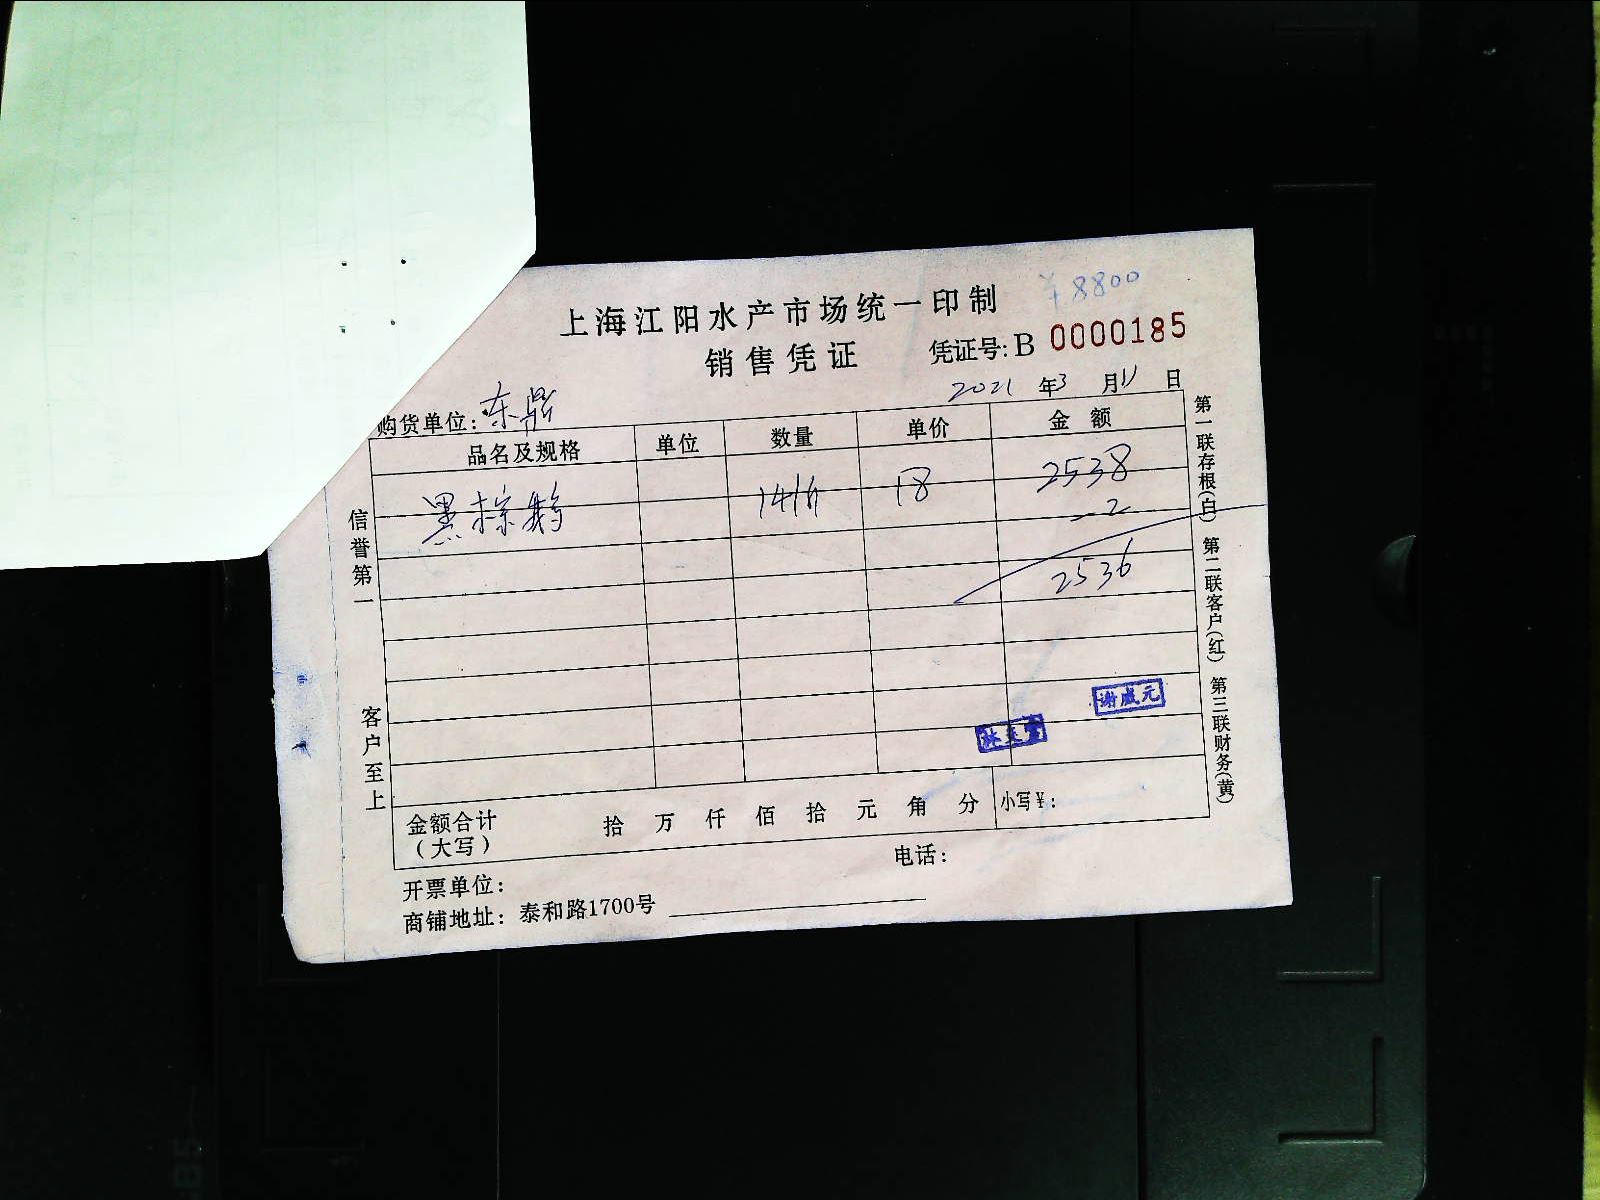 ¥8800
上海江阳水产市场统一印制
销售凭证
凭证号: B 0000185
2021 年 3 月 11 日
购货单位: 东
品名及规格 单位 数量 单价 金额
黑棕鹅 141斤 18 2538
-2
2536
信誉第一 客户至上
第一联存根(白) 第二联客户(红) 第三联财务(黄)
谢成元
金额合计(大写) 拾 万 仟 佰 拾 元 角 分 小写¥:
电话:
开票单位:
商铺地址: 泰和路1700号